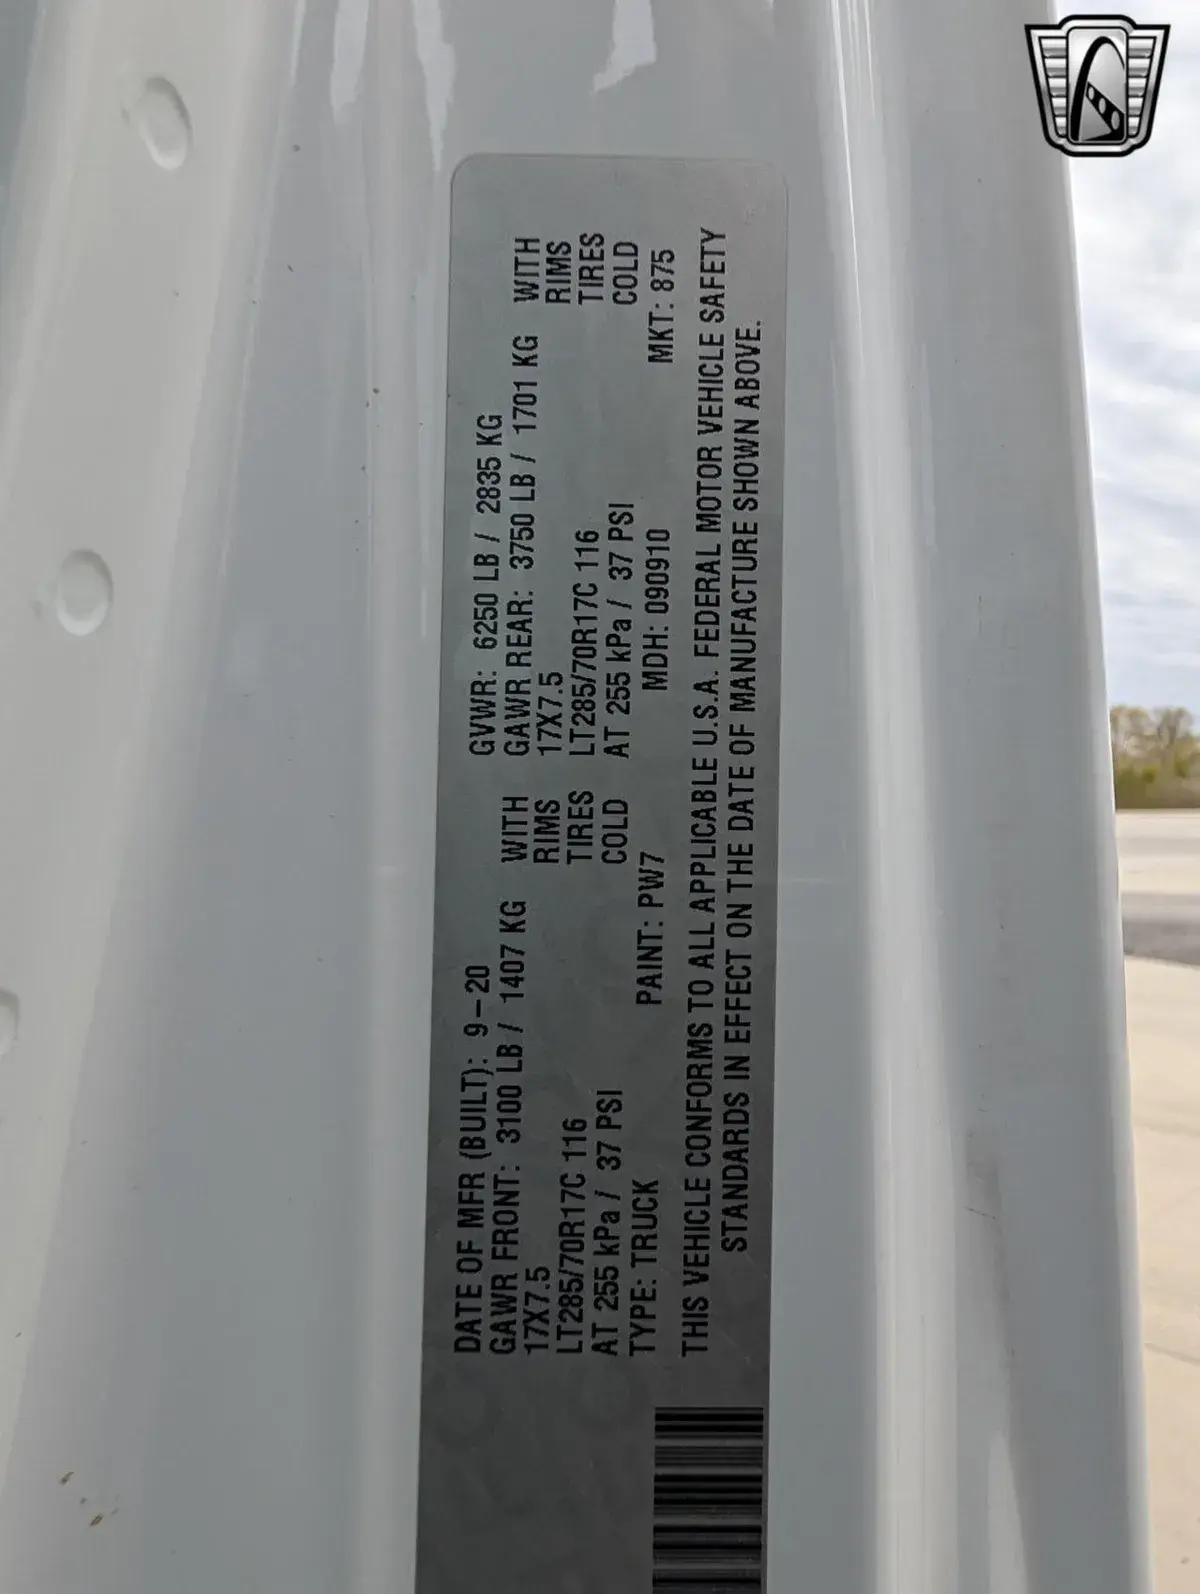 DATE OF MFR (BUILT): 9-20 GVWR: 6250 LB / 2835 KG
GAWR FRONT: 3100 LB / 1407 KG WITH GAWR REAR: 3750 LB / 1701 KG WITH
17X7.5 RIMS 17X7.5 RIMS
LT285/70R17C 116 TIRES LT285/70R17C 116 TIRES
AT 255 kPa / 37 PSI COLD AT 255 kPa / 37 PSI COLD
TYPE: TRUCK PAINT: PW7 MDH: 090910 MKT: 875
THIS VEHICLE CONFORMS TO ALL APPLICABLE U.S.A. FEDERAL MOTOR VEHICLE SAFETY
STANDARDS IN EFFECT ON THE DATE OF MANUFACTURE SHOWN ABOVE.